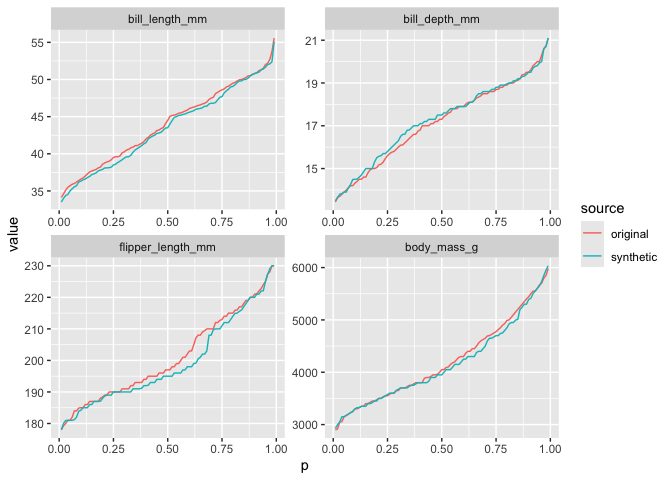 bill_length_mm
bill_depth_mm
55
50
45
40
35
21
19
17
15
0.00 0.25 0.50 0.75 1.00
0.00 0.25 0.50 0.75 1.00
value
flipper_length_mm
body_mass_g
230
220
210
200
190
180
6000
5000
4000
3000
0.00 0.25 0.50 0.75 1.00
0.00 0.25 0.50 0.75 1.00
p
source
original
synthetic